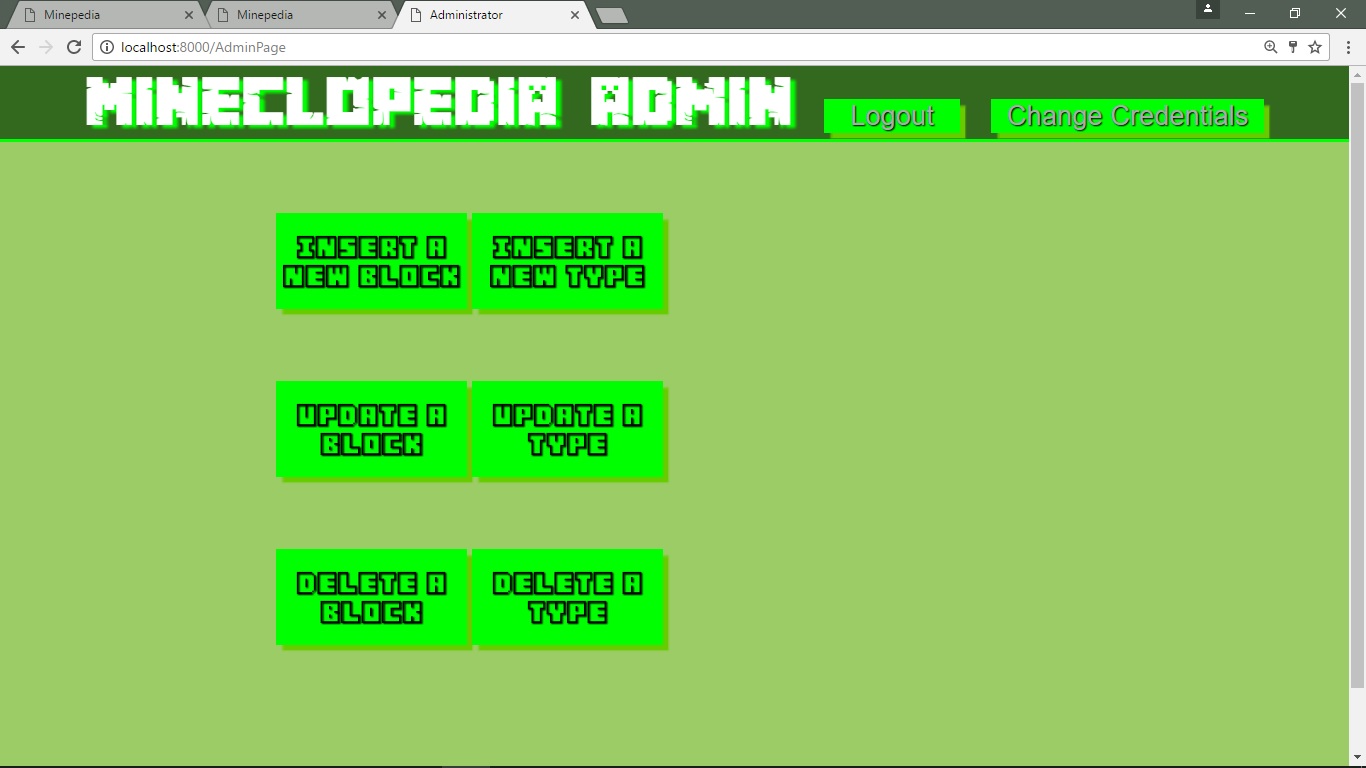 Minepedia
Minepedia
Administrator
localhost:8000/AdminPage
MINECLOPEDIA ADMIN
Logout
Change Credentials
INSERT A
NEW BLOCK
INSERT A
NEW TYPE
UPDATE A
BLOCK
UPDATE A
TYPE
DELETE A
BLOCK
DELETE A
TYPE